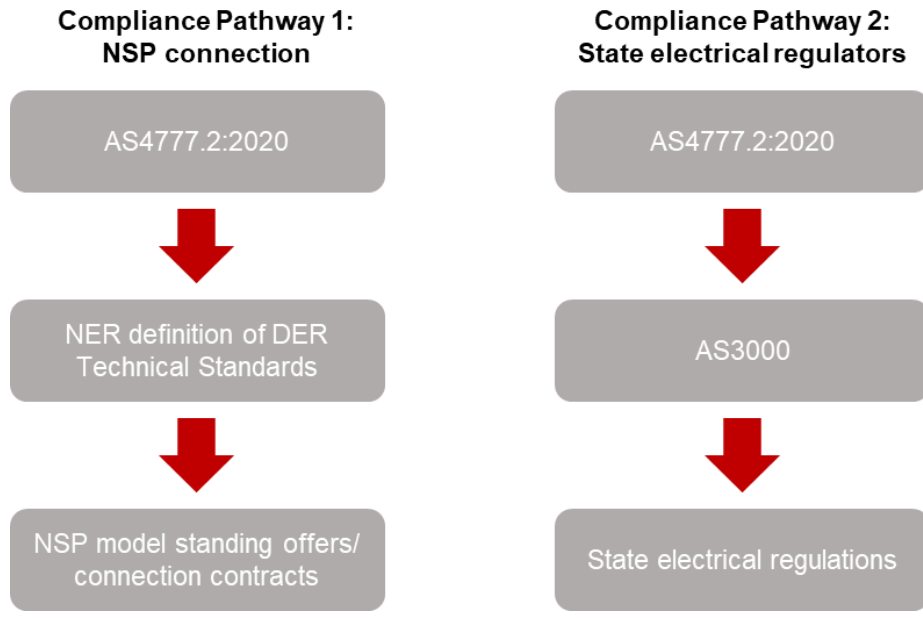 Compliance Pathway 1:
NSP connection
AS4777.2:2020
NER definition of DER
Technical Standards
NSP model standing offers/
connection contracts
Compliance Pathway 2:
State electrical regulators
AS4777.2:2020
AS3000
State electrical regulations